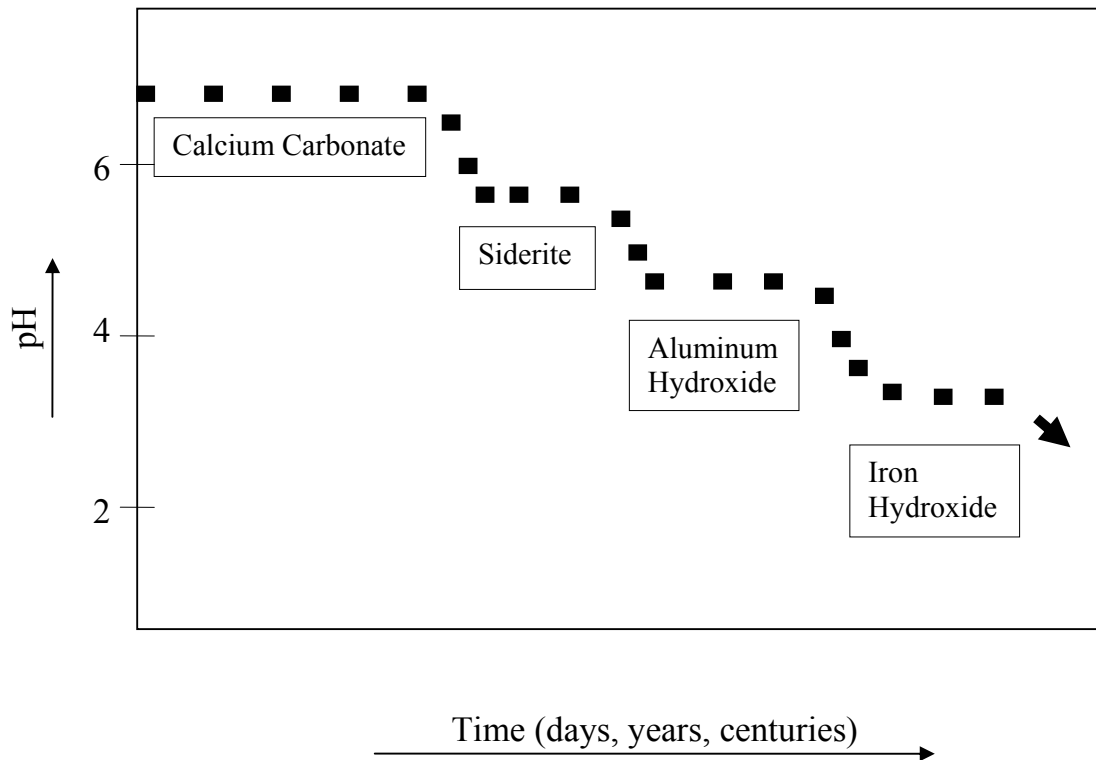 Calcium Carbonate
6
Siderite
pH
4
Aluminum
Hydroxide
Iron
Hydroxide
2
Time (days, years, centuries)